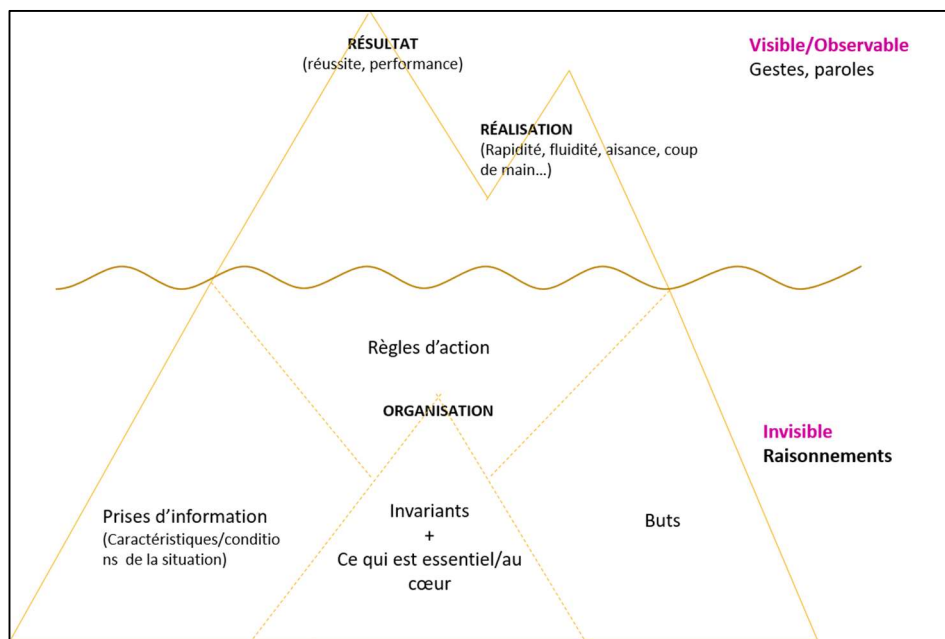 RÉSULTAT
(réussite, performance)
Visible/Observable
Gestes, paroles
RÉALISATION
(Rapidité, fluidité, aisance, coup
de main...)
Règles d’action
ORGANISATION
Invisible
Raisonnements
Prises d’information
(Caractéristiques/conditio
ns de la situation)
Invariants
+
Ce qui est essentiel/au
cœur
Buts